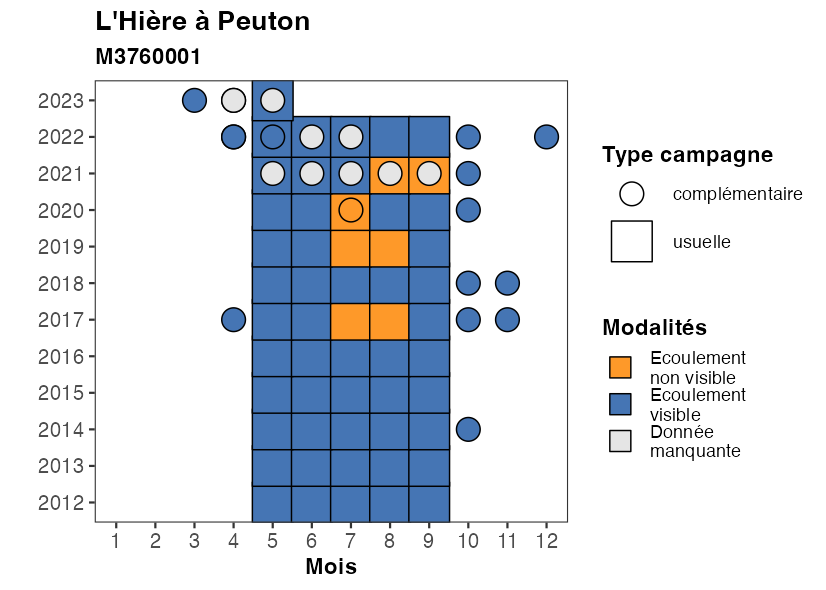 L'Hière à Peuton
M3760001
2023
2022
2021
2020
2019
2018
2017
2016
2015
2014
2013
2012
1 2 3 4 5 6 7 8 9 10 11 12
Mois
Type campagne
complémentaire
usuelle
Modalités
Ecoulement
non visible
Ecoulement
visible
Donnée
manquante